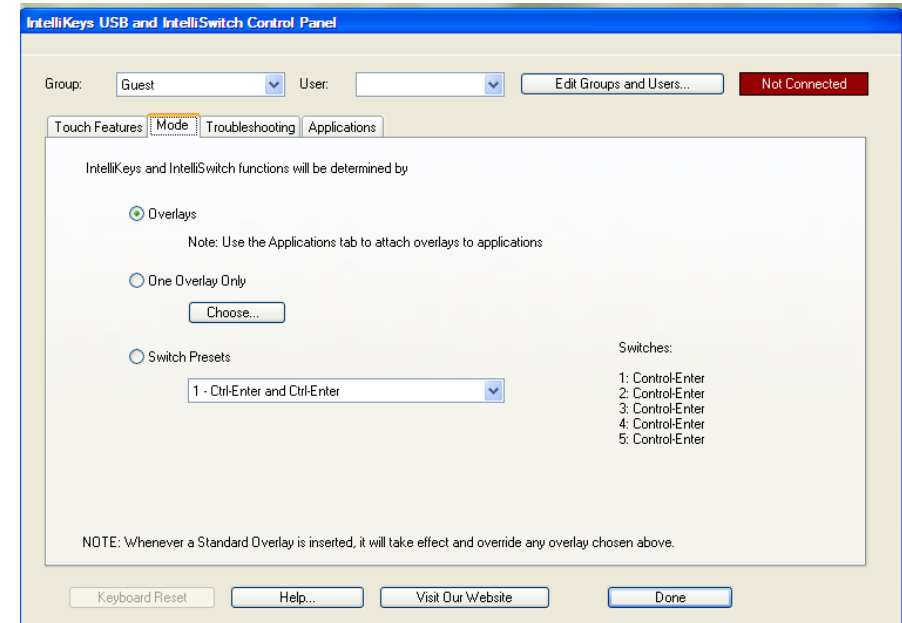 IntelliKeys USB and IntelliSwitch Control Panel
Group: Guest User: Edit Groups and Users... Not Connected
Touch Features Mode Troubleshooting Applications
IntelliKeys and IntelliSwitch functions will be determined by
Overlays
Note: Use the Applications tab to attach overlays to applications
One Overlay Only
Choose...
Switch Presets
1 - Ctrl-Enter and Ctrl-Enter
Switches:
1: Control-Enter
2: Control-Enter
3: Control-Enter
4: Control-Enter
5: Control-Enter
NOTE: Whenever a Standard Overlay is inserted, it will take effect and override any overlay chosen above.
Keyboard Reset Help... Visit Our Website Done